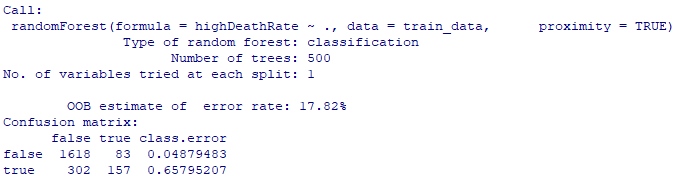 Call:
randomForest(formula = highDeathRate ~ ., data = train_data, proximity = TRUE)
Type of random forest: classification
Number of trees: 500
No. of variables tried at each split: 1
OOB estimate of error rate: 17.82%
Confusion matrix:
false true class.error
false 1618 83 0.04879483
true 302 157 0.65795207